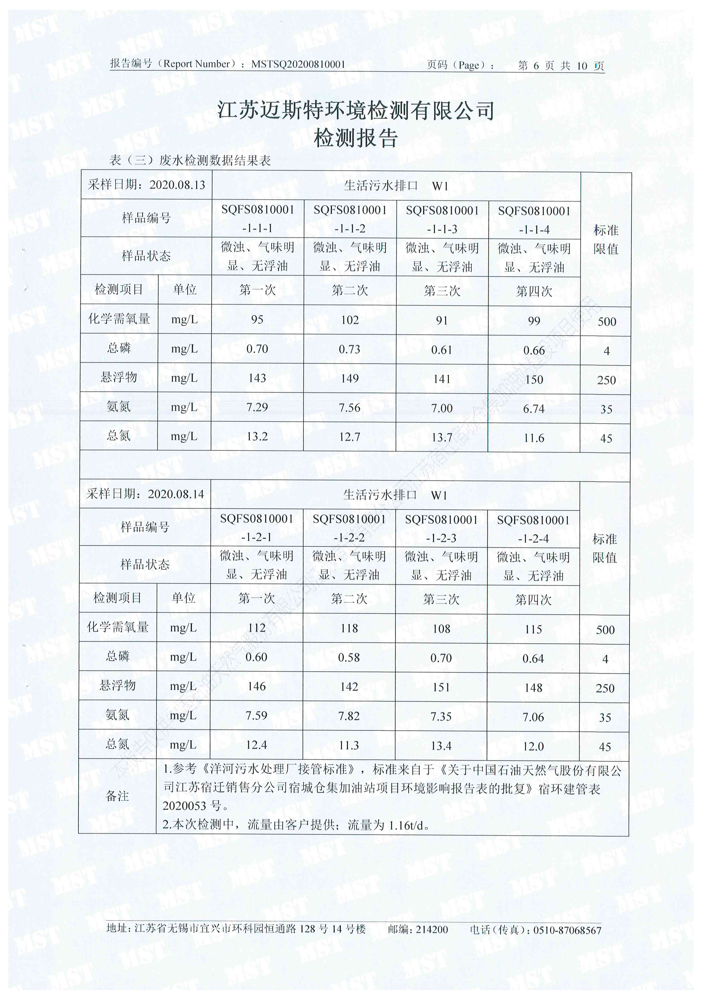 报告编号（Report Number）：MSTSQ20200810001 页码（Page）： 第 6 页 共 10 页
江苏迈斯特环境检测有限公司
检测报告
表（三）废水检测数据结果表
采样日期：2020.08.13 生活污水排口 W1 标准限值
样品编号 SQFS0810001-1-1-1 SQFS0810001-1-1-2 SQFS0810001-1-1-3 SQFS0810001-1-1-4
样品状态 微浊、气味明显、无浮油 微浊、气味明显、无浮油 微浊、气味明显、无浮油 微浊、气味明显、无浮油
检测项目 单位 第一次 第二次 第三次 第四次
化学需氧量 mg/L 95 102 91 99 500
总磷 mg/L 0.70 0.73 0.61 0.66 4
悬浮物 mg/L 143 149 141 150 250
氨氮 mg/L 7.29 7.56 7.00 6.74 35
总氮 mg/L 13.2 12.7 13.7 11.6 45
采样日期：2020.08.14 生活污水排口 W1 标准限值
样品编号 SQFS0810001-1-2-1 SQFS0810001-1-2-2 SQFS0810001-1-2-3 SQFS0810001-1-2-4
样品状态 微浊、气味明显、无浮油 微浊、气味明显、无浮油 微浊、气味明显、无浮油 微浊、气味明显、无浮油
检测项目 单位 第一次 第二次 第三次 第四次
化学需氧量 mg/L 112 118 108 115 500
总磷 mg/L 0.60 0.58 0.70 0.64 4
悬浮物 mg/L 146 142 151 148 250
氨氮 mg/L 7.59 7.82 7.35 7.06 35
总氮 mg/L 12.4 11.3 13.4 12.0 45
备注
1.参考《洋河污水处理厂接管标准》，标准来自于《关于中国石油天然气股份有限公
司江苏宿迁销售分公司宿城仓集加油站项目环境影响报告表的批复》宿环建管表
2020053 号。
2.本次检测中，流量由客户提供；流量为 1.16t/d。
地址：江苏省无锡市宜兴市环科园恒通路 128 号 14 号楼 邮编：214200 电话（传真）：0510-87068567
MST